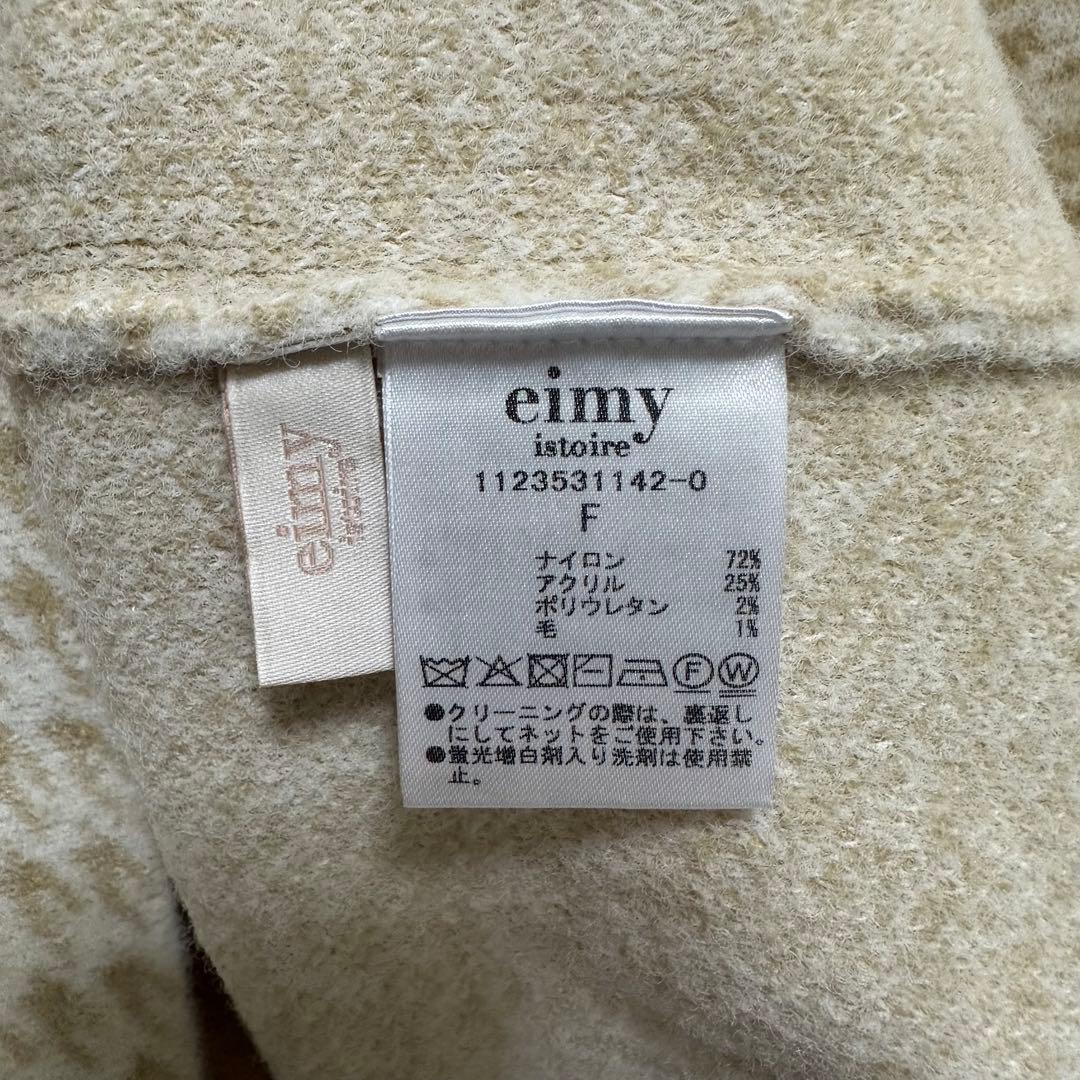 eimy
istoire
eimy
istoire
1123531142-0
F
ナイロン 72%
アクリル 25%
ポリウレタン 2%
毛 1%
F W
●クリーニングの際は、裏返し
にしてネットをご使用下さい。
●蛍光増白剤入り洗剤は使用禁
止。